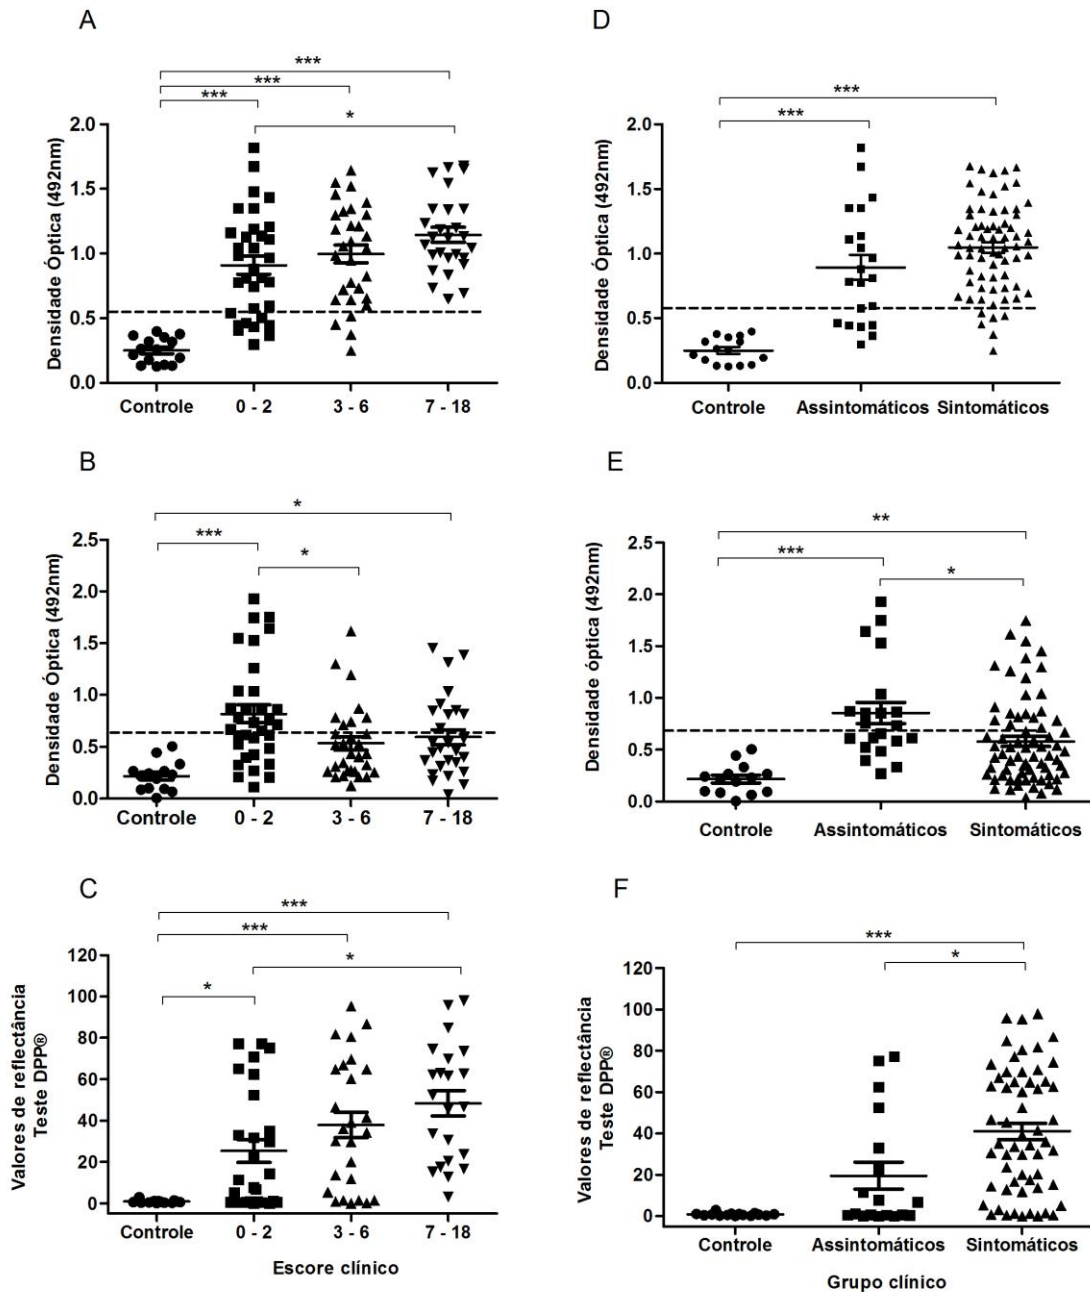 A
***
***
***
*
Densidade Óptica (492nm)
2.0
1.5
1.0
0.5
0.0
Controle 0 - 2 3 - 6 7 - 18
D
***
***
Densidade Óptica (492nm)
2.0
1.5
1.0
0.5
0.0
Controle Assintomáticos Sintomáticos
B
*
***
*
Densidade Óptica (492nm)
2.5
2.0
1.5
1.0
0.5
0.0
Controle 0 - 2 3 - 6 7 - 18
E
**
***
*
Densidade óptica (492nm)
2.5
2.0
1.5
1.0
0.5
0.0
Controle Assintomáticos Sintomáticos
C
***
***
*
*
Valores de reflectância
Teste DPP®
120
100
80
60
40
20
0
Controle 0 - 2 3 - 6 7 - 18
Escore clínico
F
***
*
Valores de reflectância
Teste DPP®
120
100
80
60
40
20
0
Controle Assintomáticos Sintomáticos
Grupo clínico